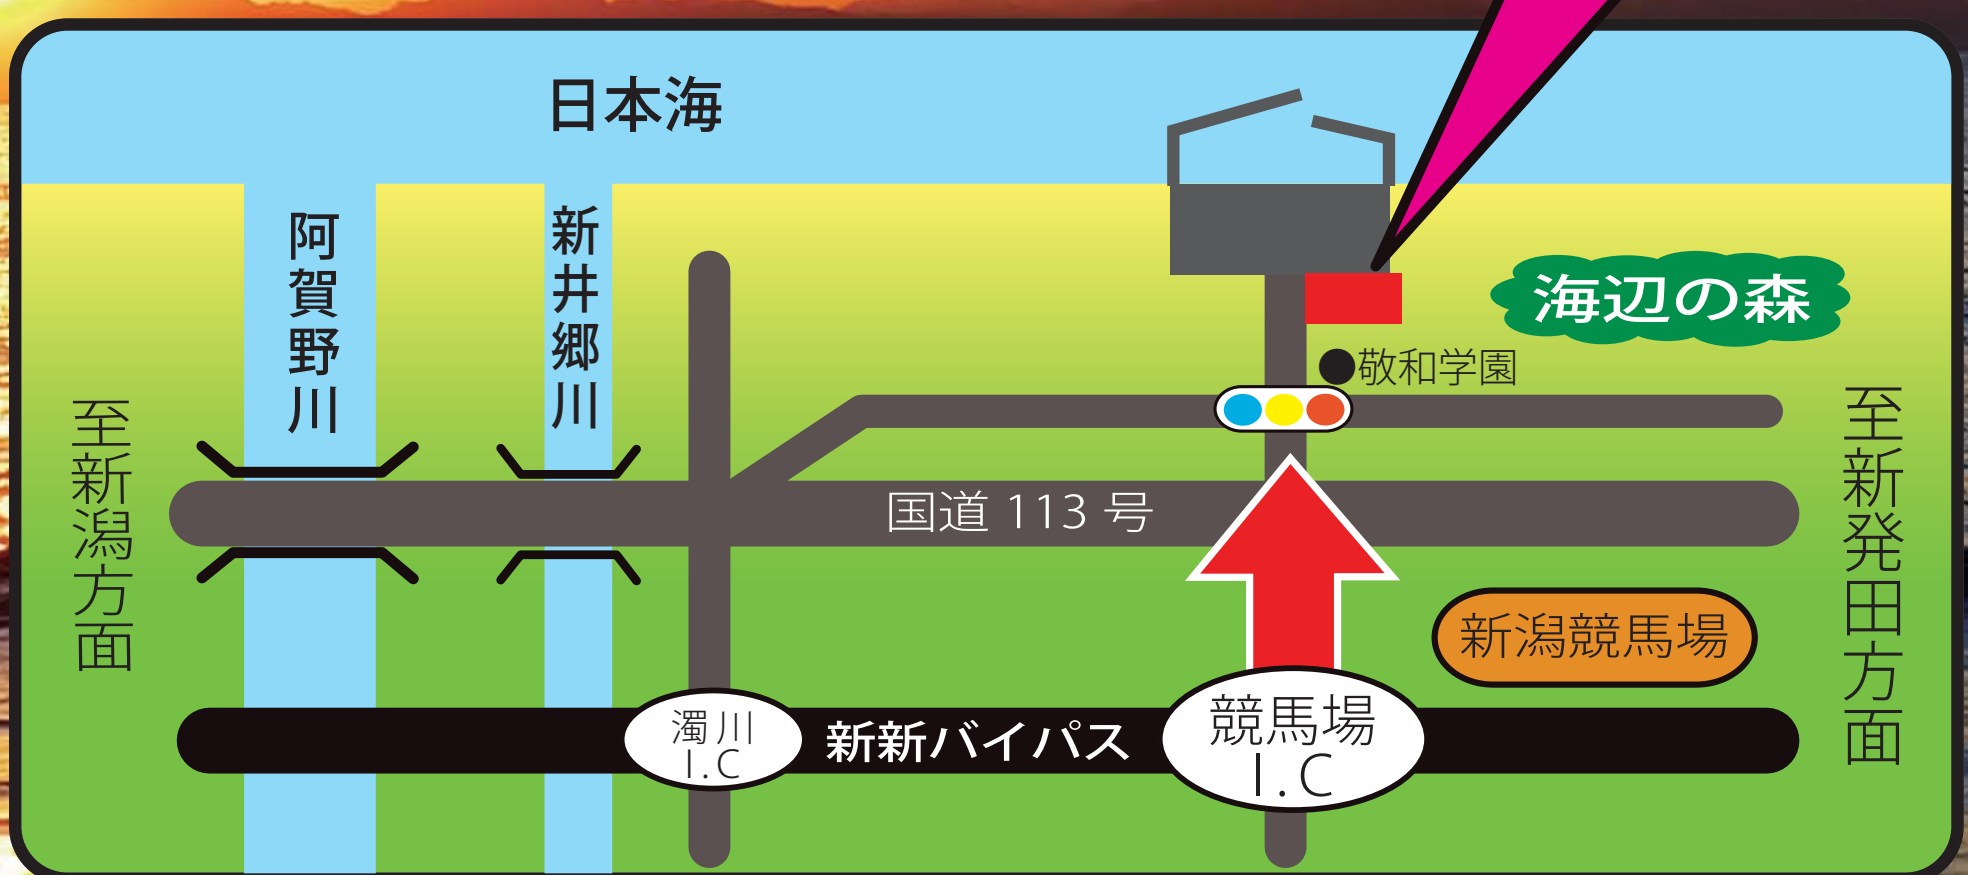 日本海
阿賀野川
新井郷川
海辺の森
敬和学園
至新潟方面
至新発田方面
国道 113 号
新潟競馬場
濁川
I.C
新新バイパス
競馬場
I.C